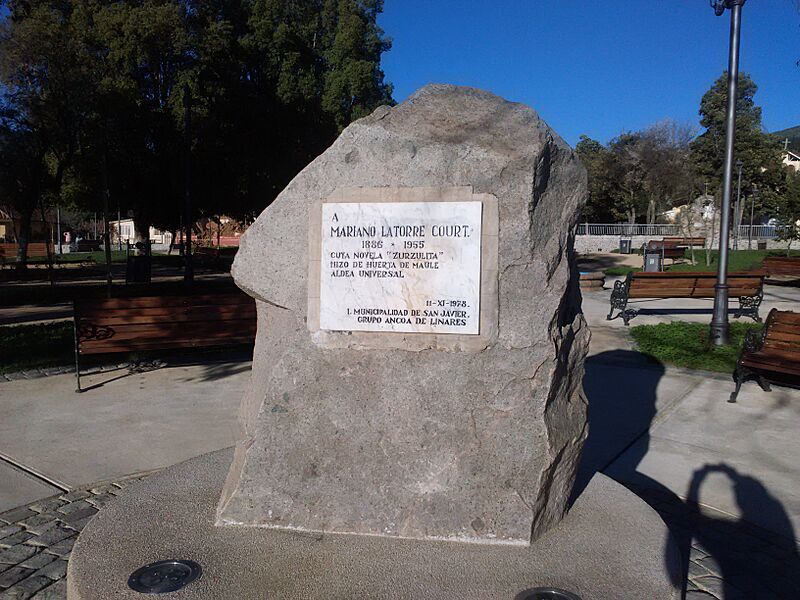 A
MARIANO LATORRE COURT.
1886 * 1955
CUYA NOVELA "ZURZULITA"
HIZO DE HUERTA DE MAULE
ALDEA UNIVERSAL
11-XI-1978.
I. MUNICIPALIDAD DE SAN JAVIER.
GRUPO ANCOA DE LINARES